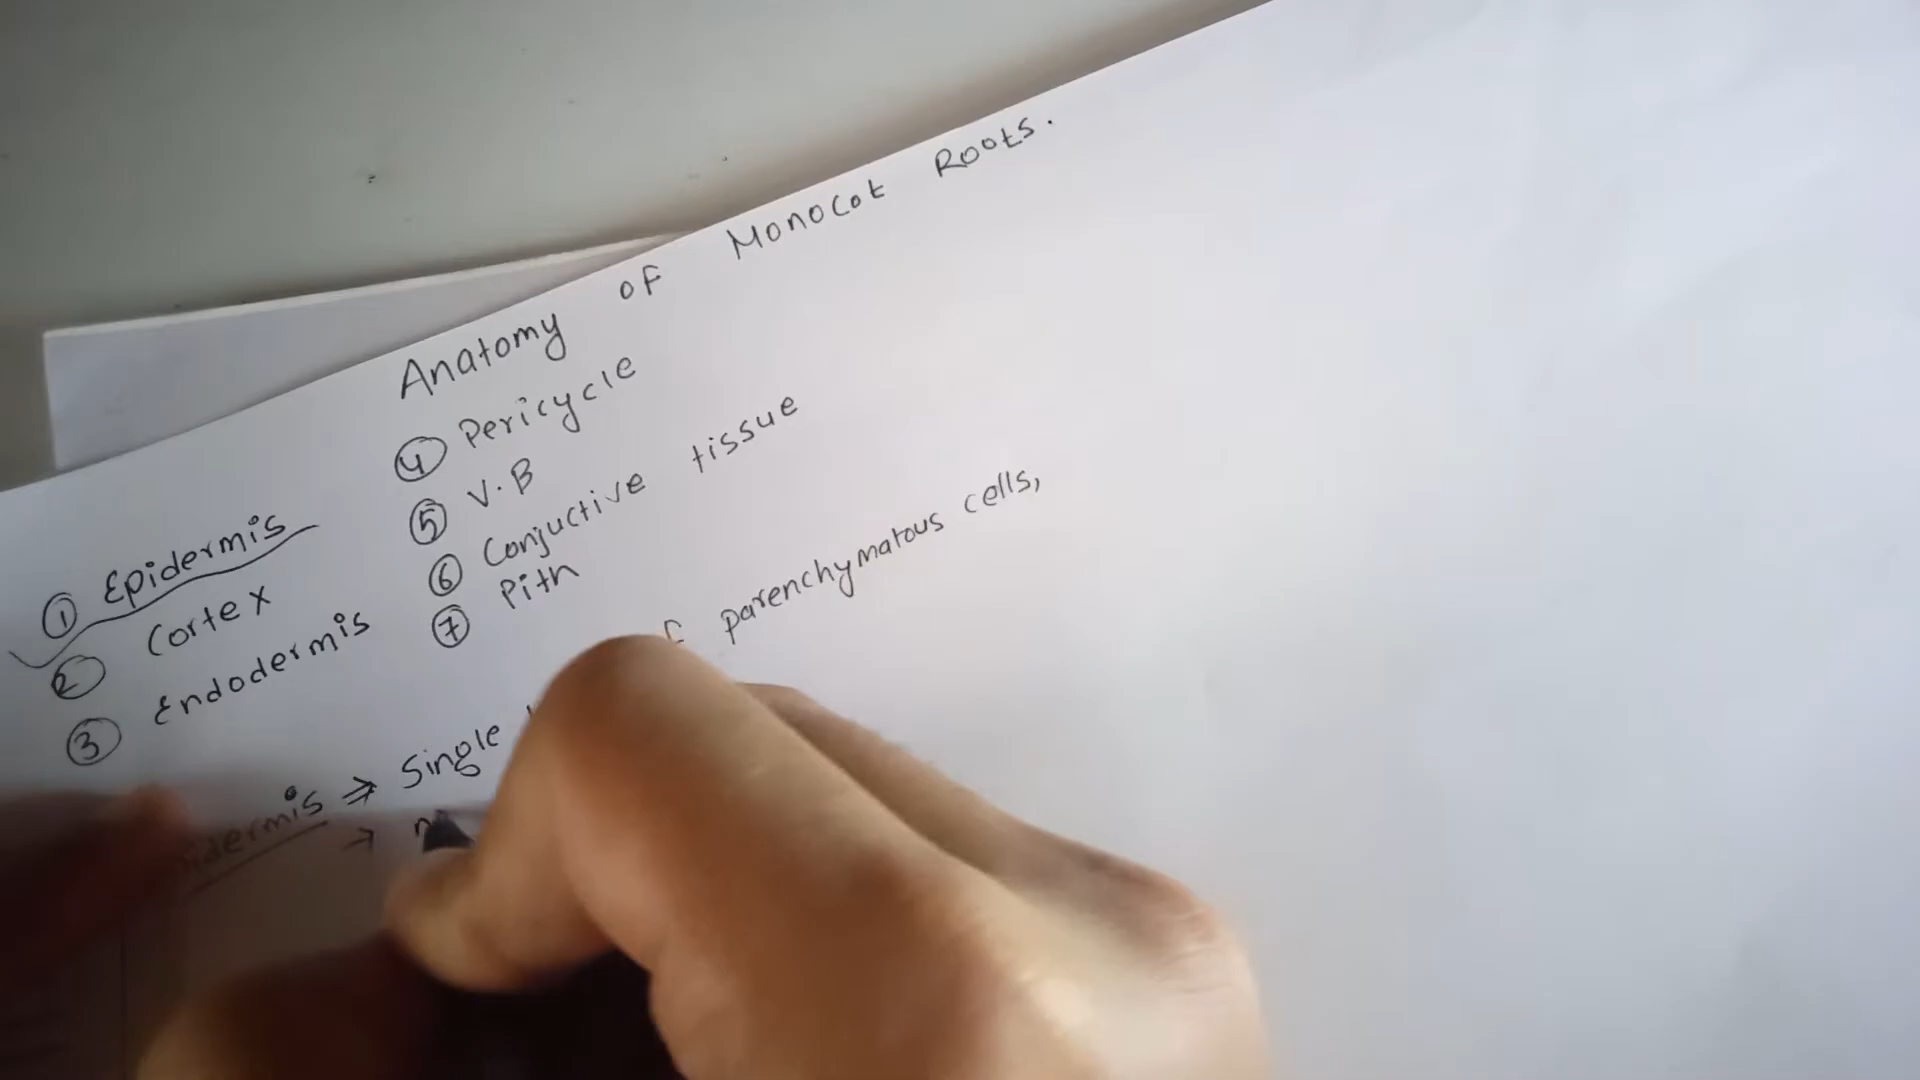 Anatomy of Monocot Roots.
① Epidermis
② Cortex
③ Endodermis
④ Pericycle
⑤ V.B
⑥ Conjuctive tissue
⑦ Pith
⇒ Single parenchymatous cells,
→